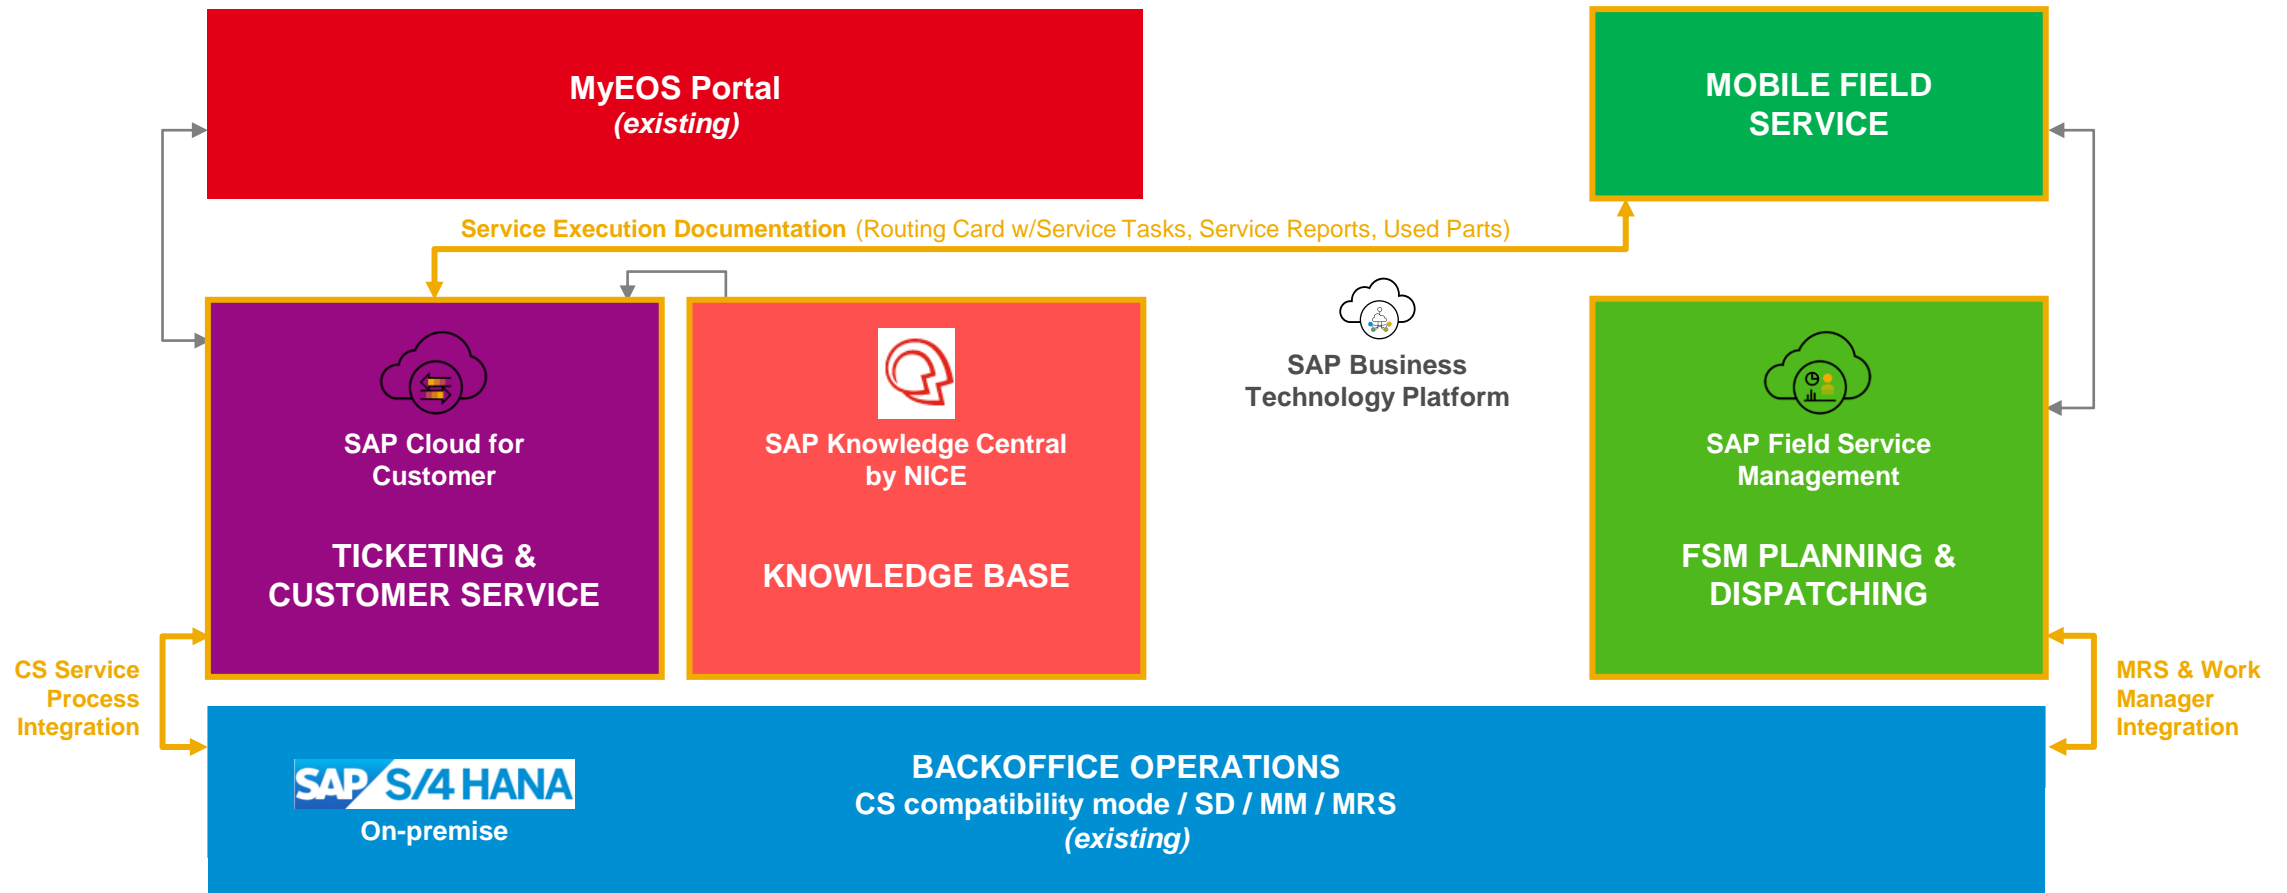 MyEOS Portal
(existing)
MOBILE FIELD
SERVICE
Service Execution Documentation (Routing Card w/Service Tasks, Service Reports, Used Parts)
SAP Cloud for
Customer
TICKETING &
CUSTOMER SERVICE
SAP Knowledge Central
by NICE
KNOWLEDGE BASE
SAP Business
Technology Platform
SAP Field Service
Management
FSM PLANNING &
DISPATCHING
CS Service
Process
Integration
MRS & Work
Manager
Integration
SAP S/4 HANA
On-premise
BACKOFFICE OPERATIONS
CS compatibility mode / SD / MM / MRS
(existing)